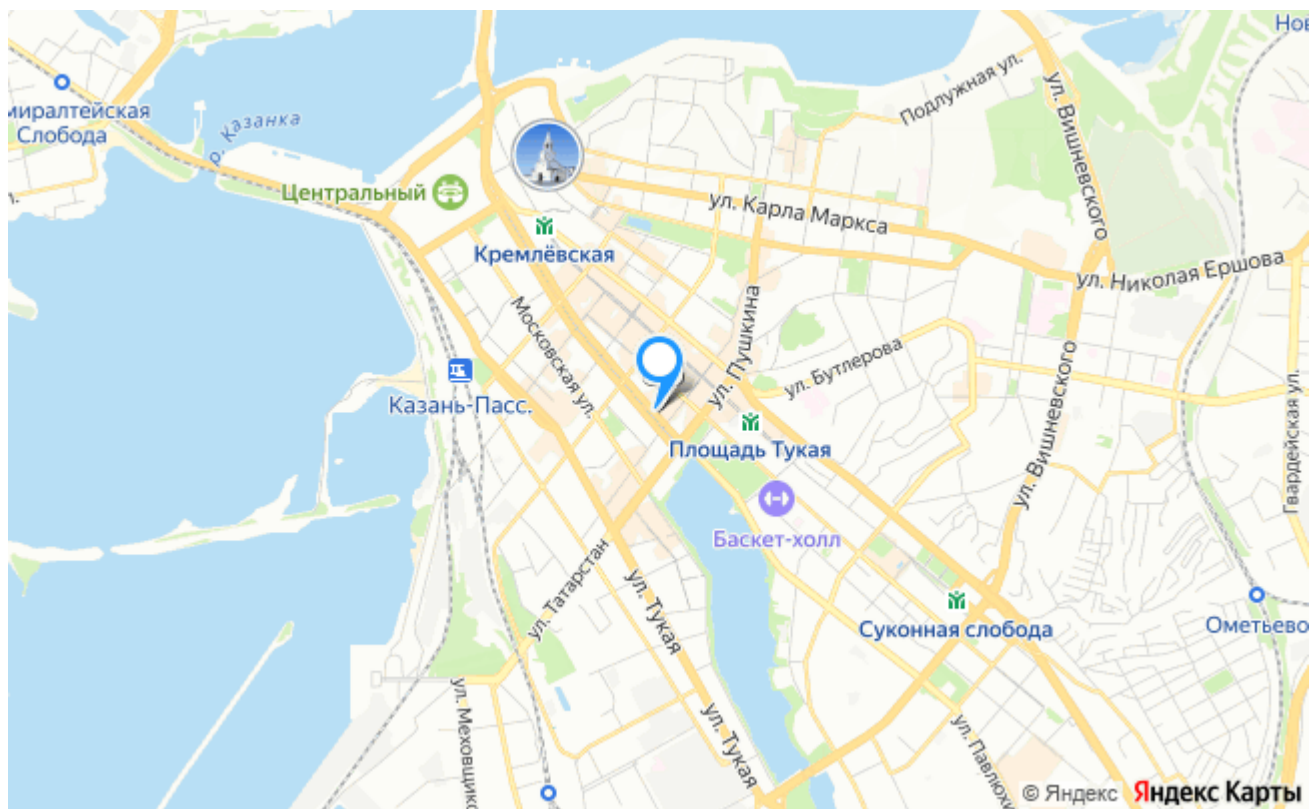 Нов
миралтейская
Слобода
р. Казанка
Подлужная ул.
ул. Вишневского
Центральный
ул. Карла Маркса
Кремлёвская
ул. Николая Ершова
Московская ул.
ул. Пушкина
ул. Бутлерова
Казань-Пасс.
Площадь Тукая
ул. Вишневского
Гвардейская ул.
Баскет-холл
ул. Татарстан
ул. Тукая
Суконная слобода
Ометьево
ул. Меховщико
ул. Тукая
ул. Павлюхи
© Яндекс Яндекс Карты